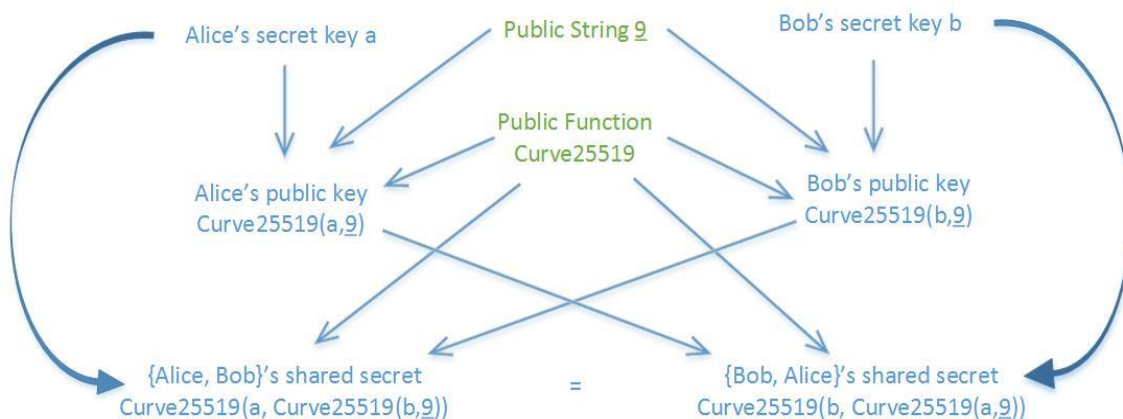 Alice’s secret key a
Public String 9
Bob’s secret key b
Public Function
Curve25519
Alice’s public key
Curve25519(a,9)
Bob’s public key
Curve25519(b,9)
{Alice, Bob}’s shared secret
Curve25519(a, Curve25519(b,9))
=
{Bob, Alice}’s shared secret
Curve25519(b, Curve25519(a,9))